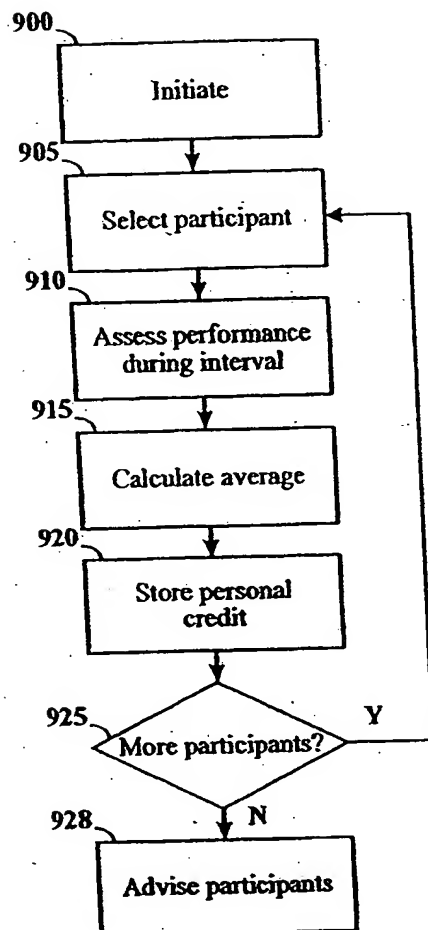 900
Initiate
905
Select participant
910
Assess performance
during interval
915
Calculate average
920
Store personal
credit
925
More participants?
Y
N
928
Advise participants